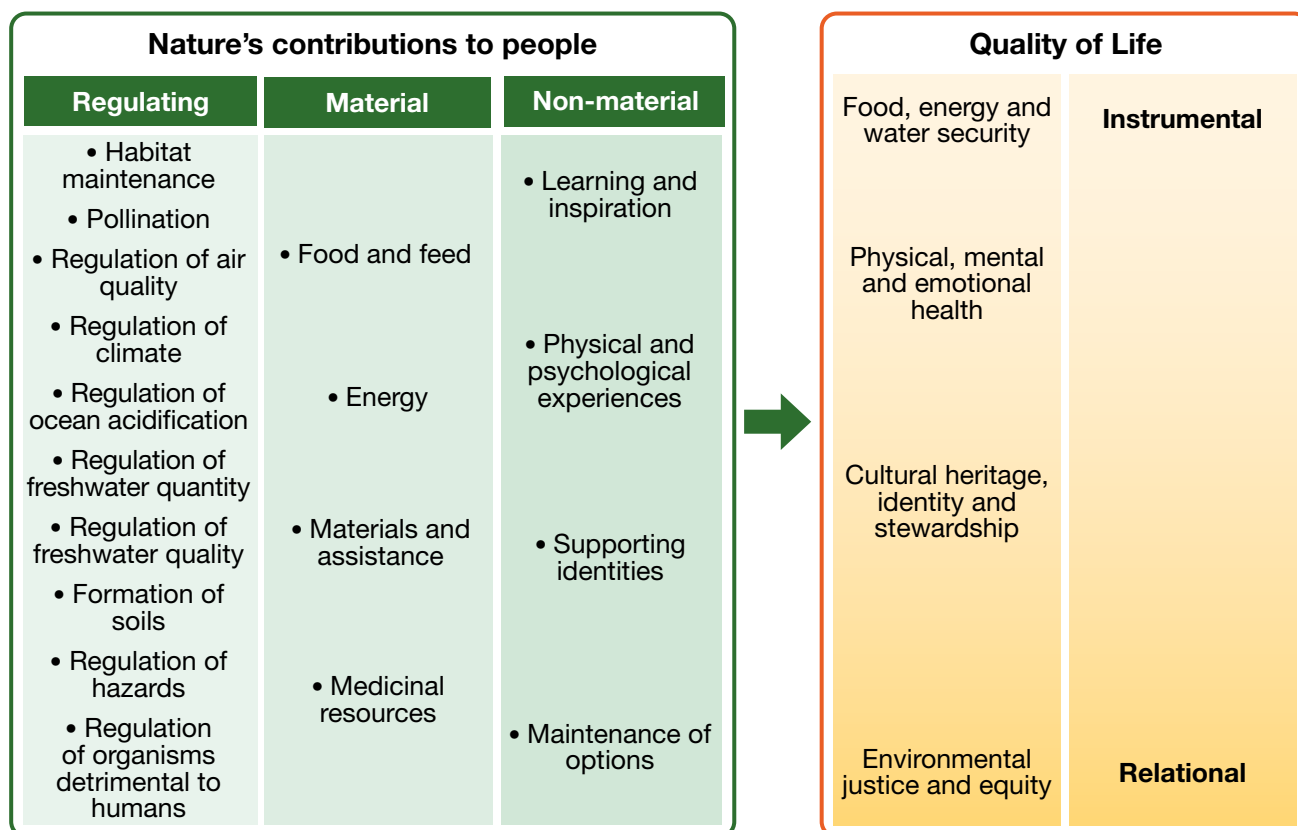 Nature’s contributions to people
Regulating
• Habitat
maintenance
• Pollination
• Regulation of air
quality
• Regulation of
climate
• Regulation of
ocean acidification
• Regulation of
freshwater quantity
• Regulation of
freshwater quality
• Formation of
soils
• Regulation of
hazards
• Regulation
of organisms
detrimental to
humans
Material
• Food and feed
• Energy
• Materials and
assistance
• Medicinal
resources
Non-material
• Learning and
inspiration
• Physical and
psychological
experiences
• Supporting
identities
• Maintenance of
options
Quality of Life
Food, energy and
water security
Physical, mental
and emotional
health
Cultural heritage,
identity and
stewardship
Environmental
justice and equity
Instrumental
Relational